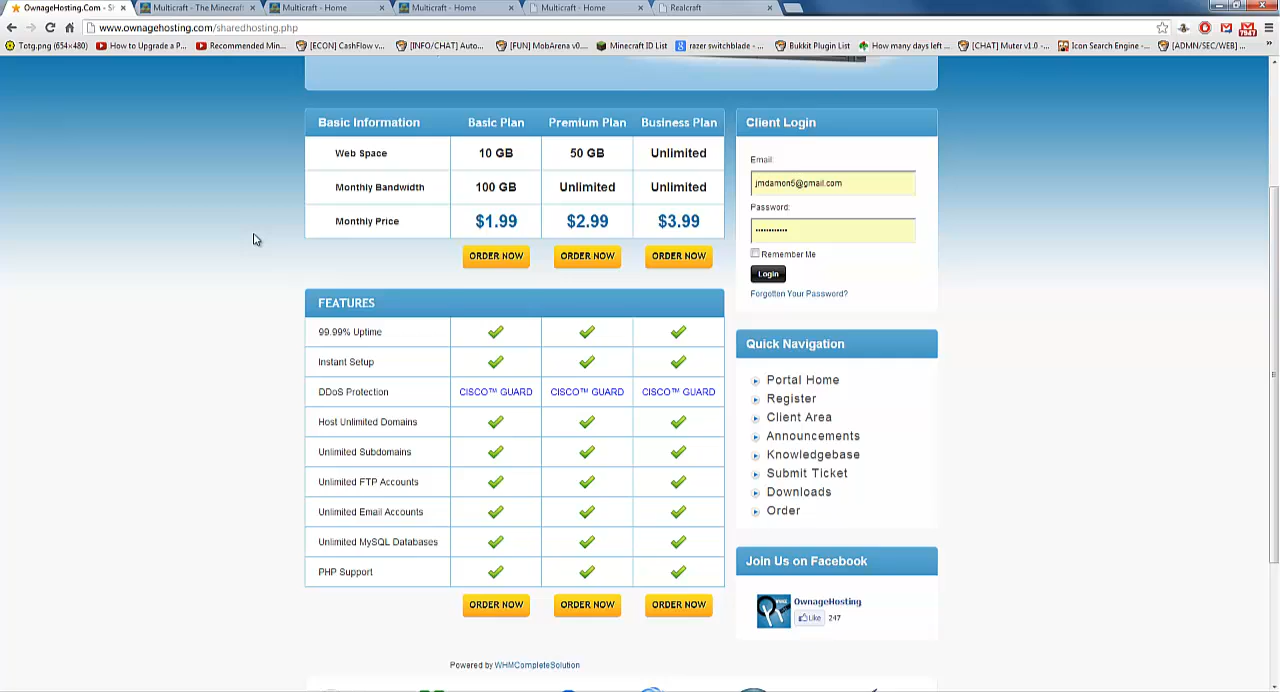 OwnageHosting.Com - S
Multicraft - The Minecraf
Multicraft - Home
Multicraft - Home
Multicraft - Home
Realcraft
www.ownagehosting.com/sharedhosting.php
Totg.png (654×480)
How to Upgrade a P...
Recommended Min...
[ECON] CashFlow v...
[INFO/CHAT] Auto...
[FUN] MobArena v0....
Minecraft ID List
razer switchblade - ...
Bukkit Plugin List
How many days left ...
[CHAT] Muter v1.0 -...
Icon Search Engine -...
[ADMN/SEC/WEB] ...
Basic Information Basic Plan Premium Plan Business Plan
Web Space 10 GB 50 GB Unlimited
Monthly Bandwidth 100 GB Unlimited Unlimited
Monthly Price $1.99 $2.99 $3.99
ORDER NOW ORDER NOW ORDER NOW
FEATURES
99.99% Uptime
Instant Setup
DDoS Protection CISCO™ GUARD CISCO™ GUARD CISCO™ GUARD
Host Unlimited Domains
Unlimited Subdomains
Unlimited FTP Accounts
Unlimited Email Accounts
Unlimited MySQL Databases
PHP Support
ORDER NOW ORDER NOW ORDER NOW
Powered by WHMCompleteSolution
Client Login
Email:
jmdamon5@gmail.com
Password:
Remember Me
Login
Forgotten Your Password?
Quick Navigation
Portal Home
Register
Client Area
Announcements
Knowledgebase
Submit Ticket
Downloads
Order
Join Us on Facebook
OwnageHosting
Like 247